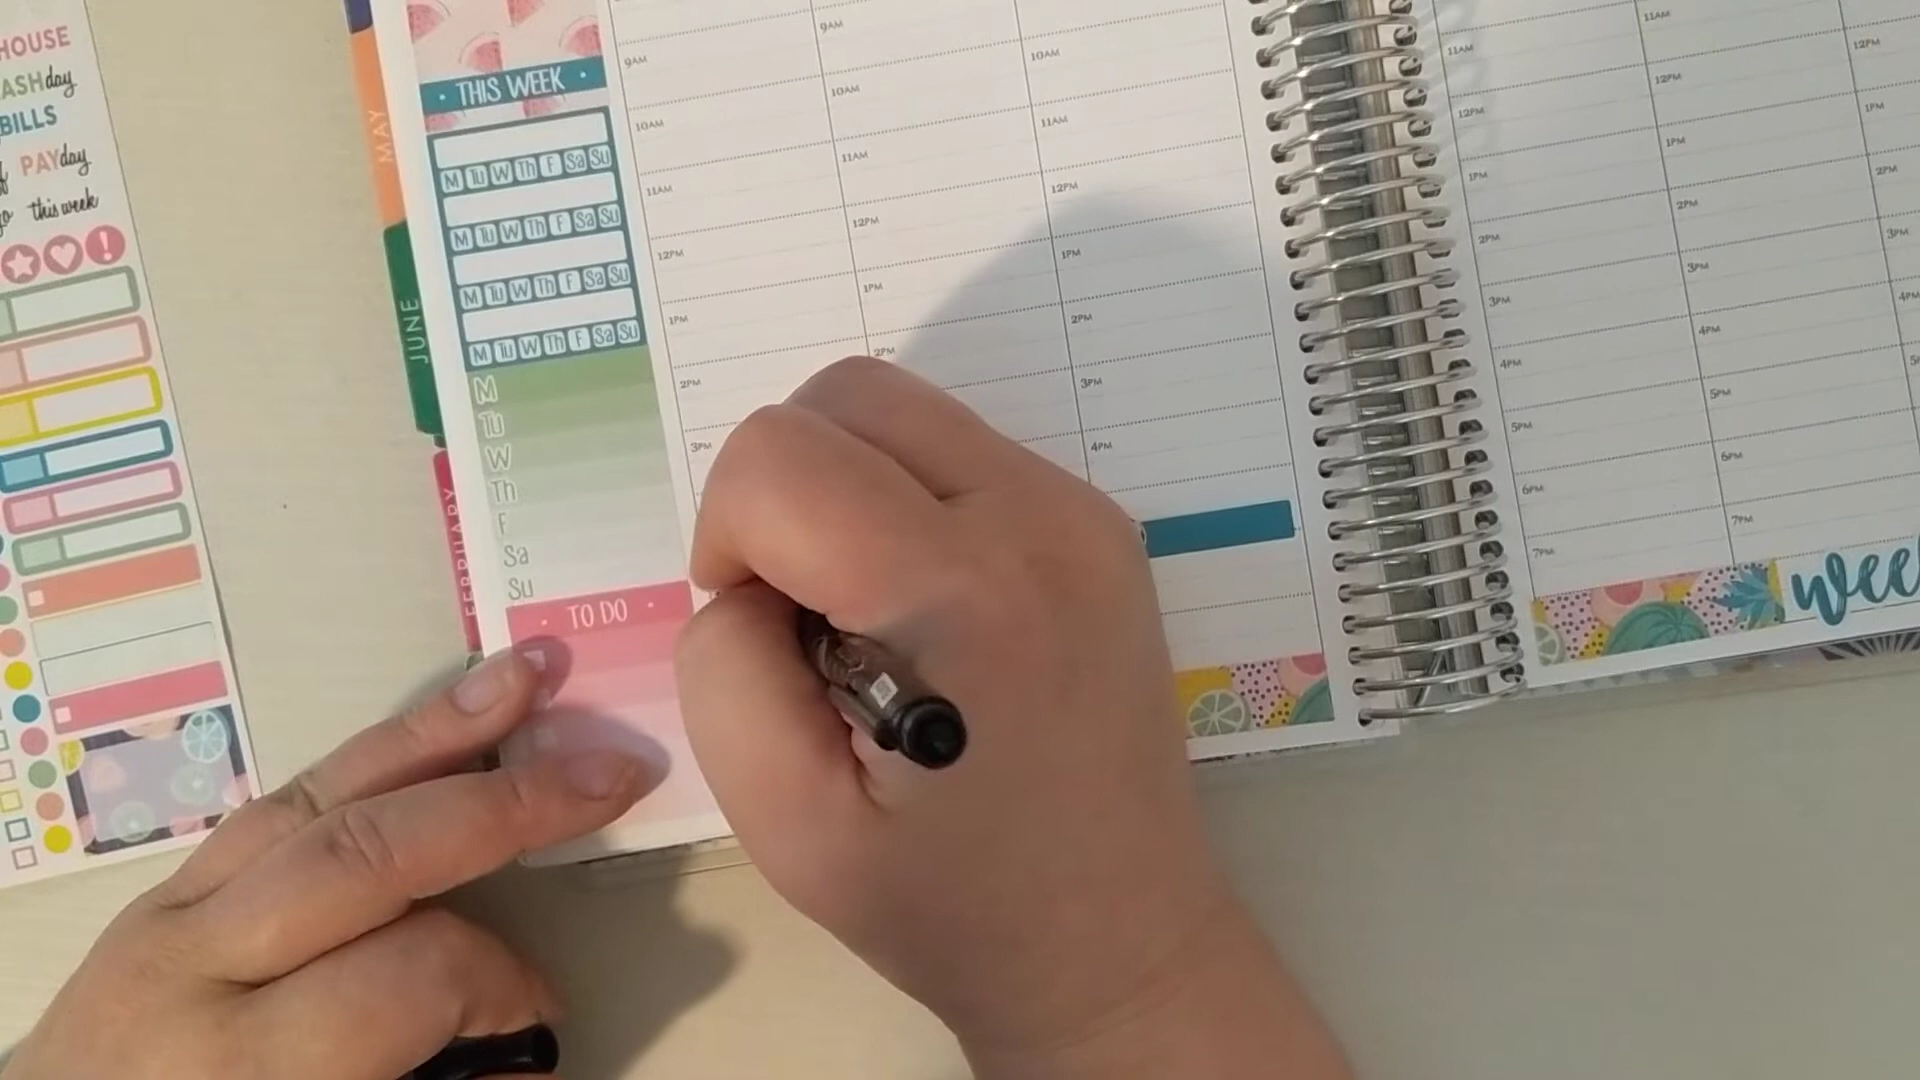 HOUSE
ASHday
BILLS
PAYday
this week
!
MAY
JUNE
FEBRUARY
THIS WEEK
M Tu W Th F Sa Su
M Tu W Th F Sa Su
M Tu W Th F Sa Su
M Tu W Th F Sa Su
M
Tu
W
Th
F
Sa
Su
TO DO
9AM
10AM
11AM
12PM
1PM
2PM
3PM
9AM
10AM
11AM
12PM
1PM
2PM
10AM
11AM
12PM
1PM
2PM
3PM
4PM
11AM
12PM
1PM
2PM
3PM
4PM
5PM
6PM
7PM
11AM
12PM
1PM
2PM
3PM
4PM
5PM
6PM
7PM
12PM
1PM
2PM
3PM
4P
5
wee